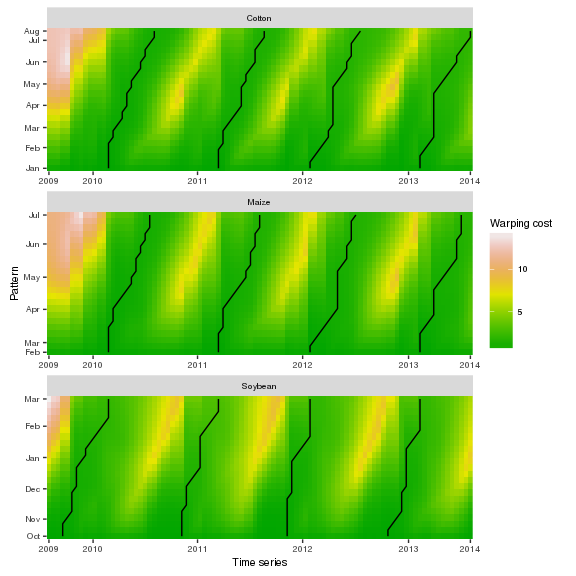 Cotton
Aug
Jul
Jun
May
Apr
Mar
Feb
Jan
2009 2010 2011 2012 2013 2014
Maize
Jul
Jun
May
Apr
Mar
Feb
2009 2010 2011 2012 2013 2014
Soybean
Mar
Feb
Jan
Dec
Nov
Oct
2009 2010 2011 2012 2013 2014
Time series
Pattern
Warping cost
10
5